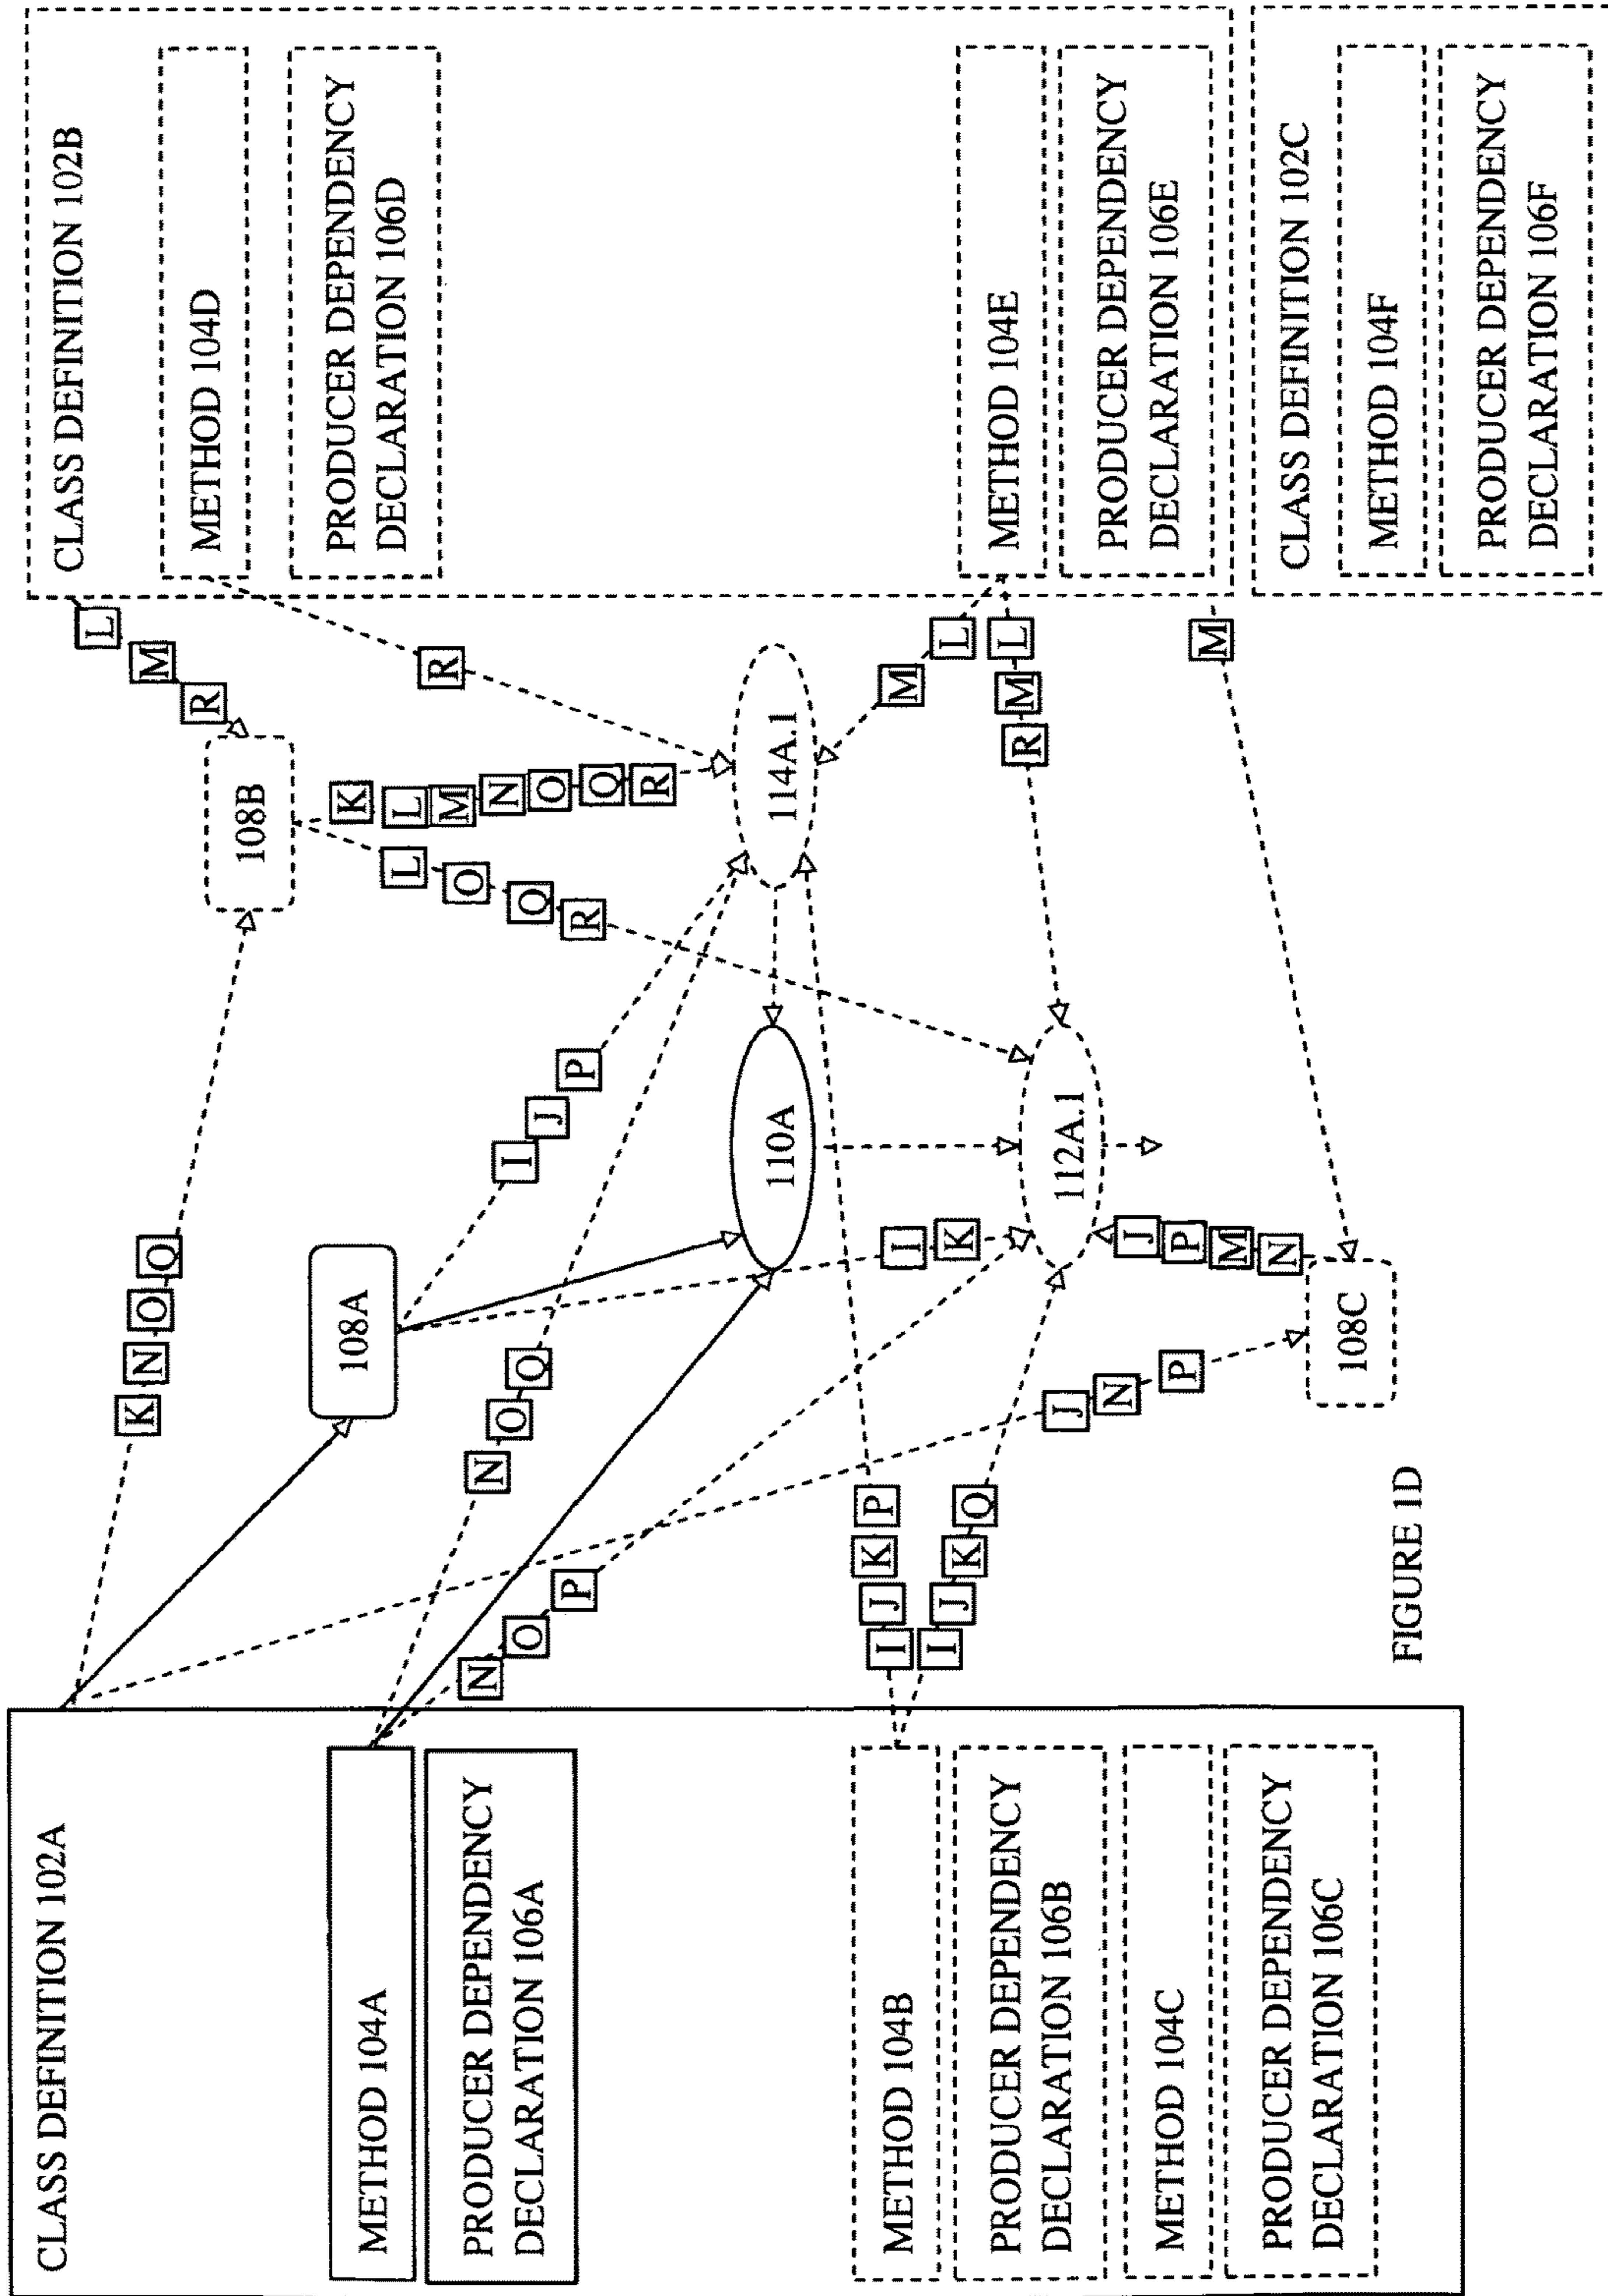 CLASS DEFINITION 102A
METHOD 104A
PRODUCER DEPENDENCY
DECLARATION 106A
METHOD 104B
PRODUCER DEPENDENCY
DECLARATION 106B
METHOD 104C
PRODUCER DEPENDENCY
DECLARATION 106C
K N O Q
108A
N O Q
N O P
I J P
I K
I J K P
I J K Q
J N P
110A
112A.1
J P M N
108C
108B
K L M N O Q R
L O Q R
114A.1
L M R
R
M L
R M L
M
CLASS DEFINITION 102B
METHOD 104D
PRODUCER DEPENDENCY
DECLARATION 106D
METHOD 104E
PRODUCER DEPENDENCY
DECLARATION 106E
CLASS DEFINITION 102C
METHOD 104F
PRODUCER DEPENDENCY
DECLARATION 106F
FIGURE 1D